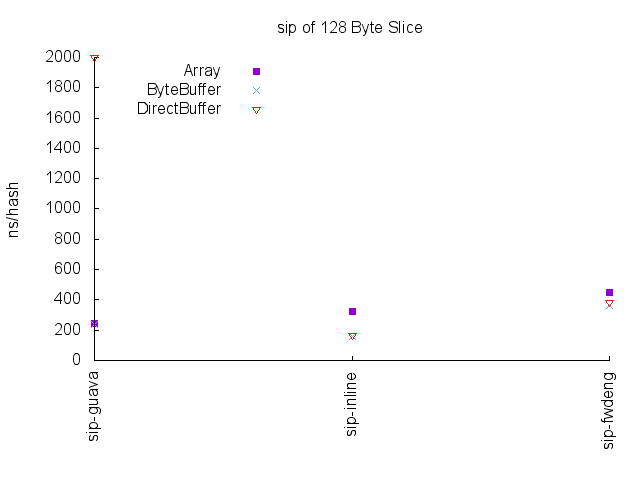 sip of 128 Byte Slice
2000
1800
1600
1400
1200
1000
800
600
400
200
0
ns/hash
Array
ByteBuffer
DirectBuffer
sip-guava
sip-inline
sip-fwdeng